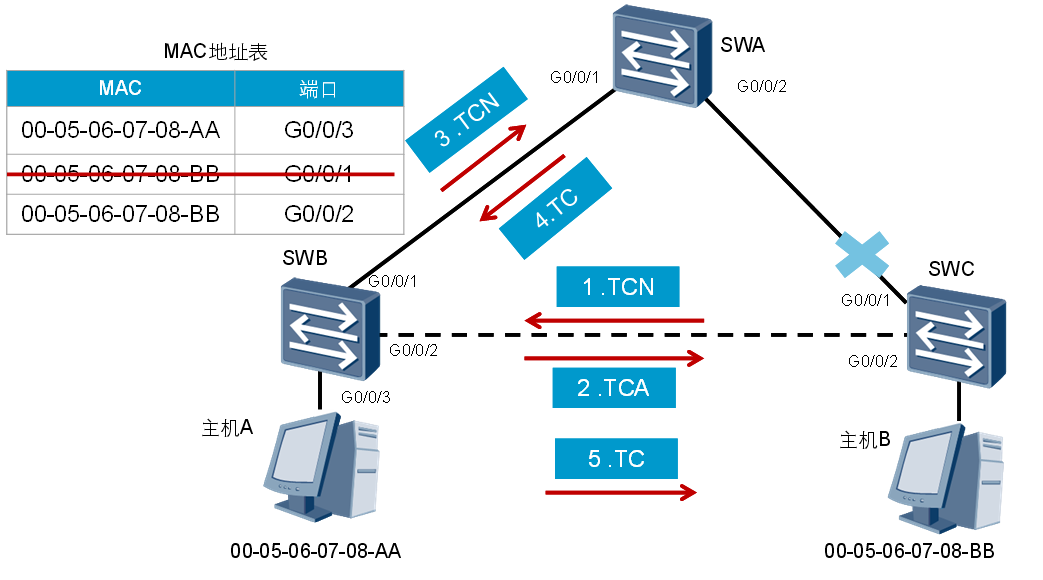 MAC地址表
MAC 端口
00-05-06-07-08-AA G0/0/3
00-05-06-07-08-BB G0/0/1
00-05-06-07-08-BB G0/0/2
SWA
G0/0/1
G0/0/2
3 .TCN
4.TC
SWB
G0/0/1
G0/0/2
G0/0/3
1 .TCN
2 .TCA
5 .TC
SWC
G0/0/1
G0/0/2
主机A
主机B
00-05-06-07-08-AA
00-05-06-07-08-BB